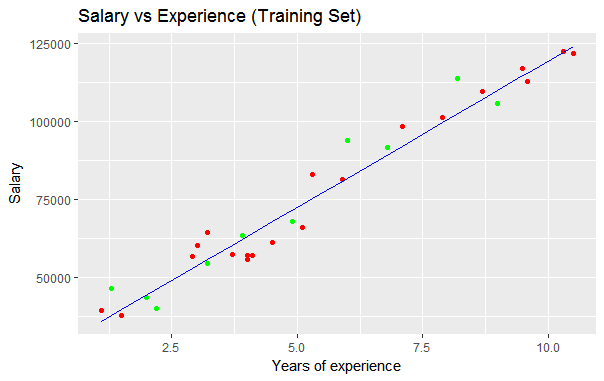 Salary vs Experience (Training Set)
125000
100000
75000
50000
Salary
2.5 5.0 7.5 10.0
Years of experience